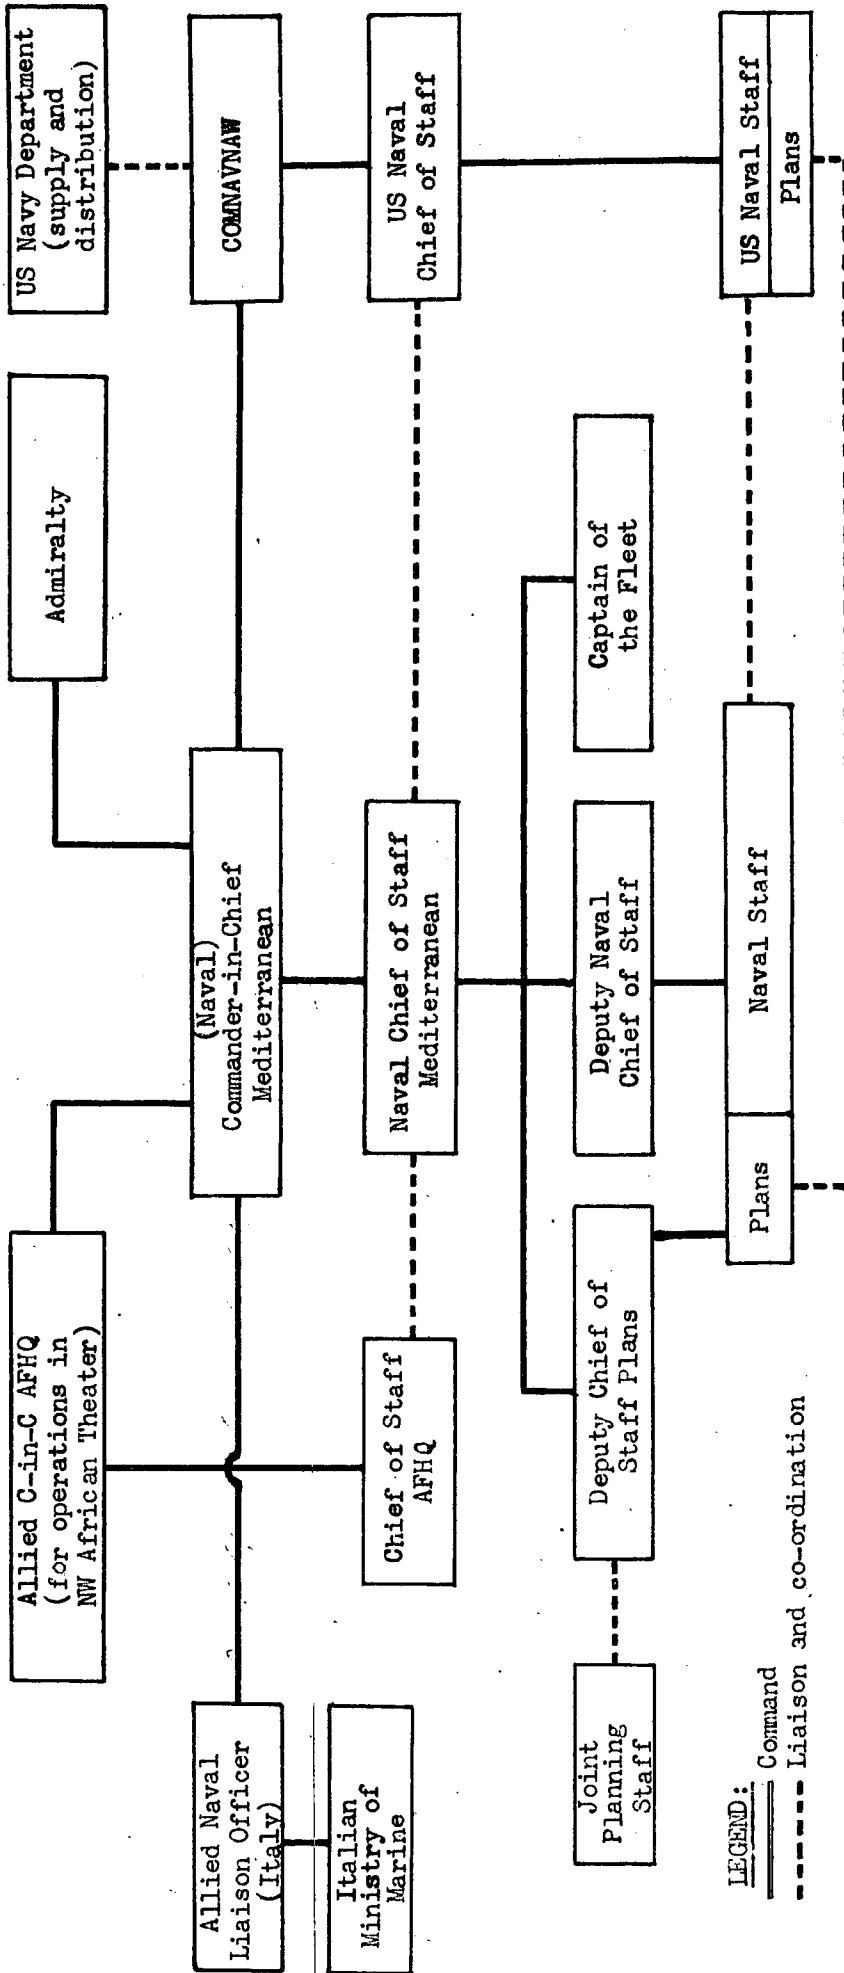 Allied C-in-C AFHQ
(for operations in
NW African Theater)
Admiralty
US Navy Department
(supply and
distribution)
Allied Naval
Liaison Officer
(Italy)
(Naval)
Commander-in-Chief
Mediterranean
COMNAVNAW
Italian
Ministry of
Marine
Chief of Staff
AFHQ
Naval Chief of Staff
Mediterranean
US Naval
Chief of Staff
Joint
Planning
Staff
Deputy Chief of
Staff Plans
Deputy Naval
Chief of Staff
Captain of
the Fleet
Plans
Naval Staff
US Naval Staff
Plans
LEGEND:
Command
Liaison and co-ordination